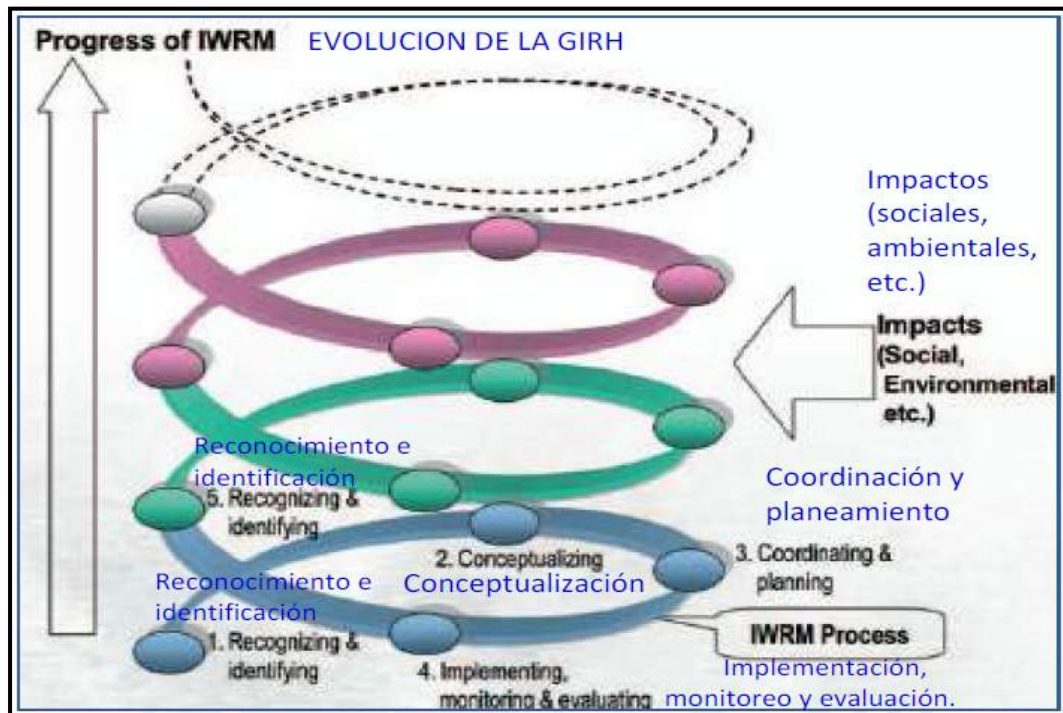 Progress of IWRM EVOLUCION DE LA GIRH
Impactos
(sociales,
ambientales,
etc.)
Impacts
(Social,
Environmental
etc.)
Reconocimiento e
identificación
5. Recognizing &
identifying
Coordinación y
planeamiento
2. Conceptualizing
3. Coordinating &
planning
Reconocimiento e
identificación
Conceptualización
1. Recognizing &
identifying
IWRM Process
4. Implementing,
monitoring & evaluating
Implementación,
monitoreo y evaluación.